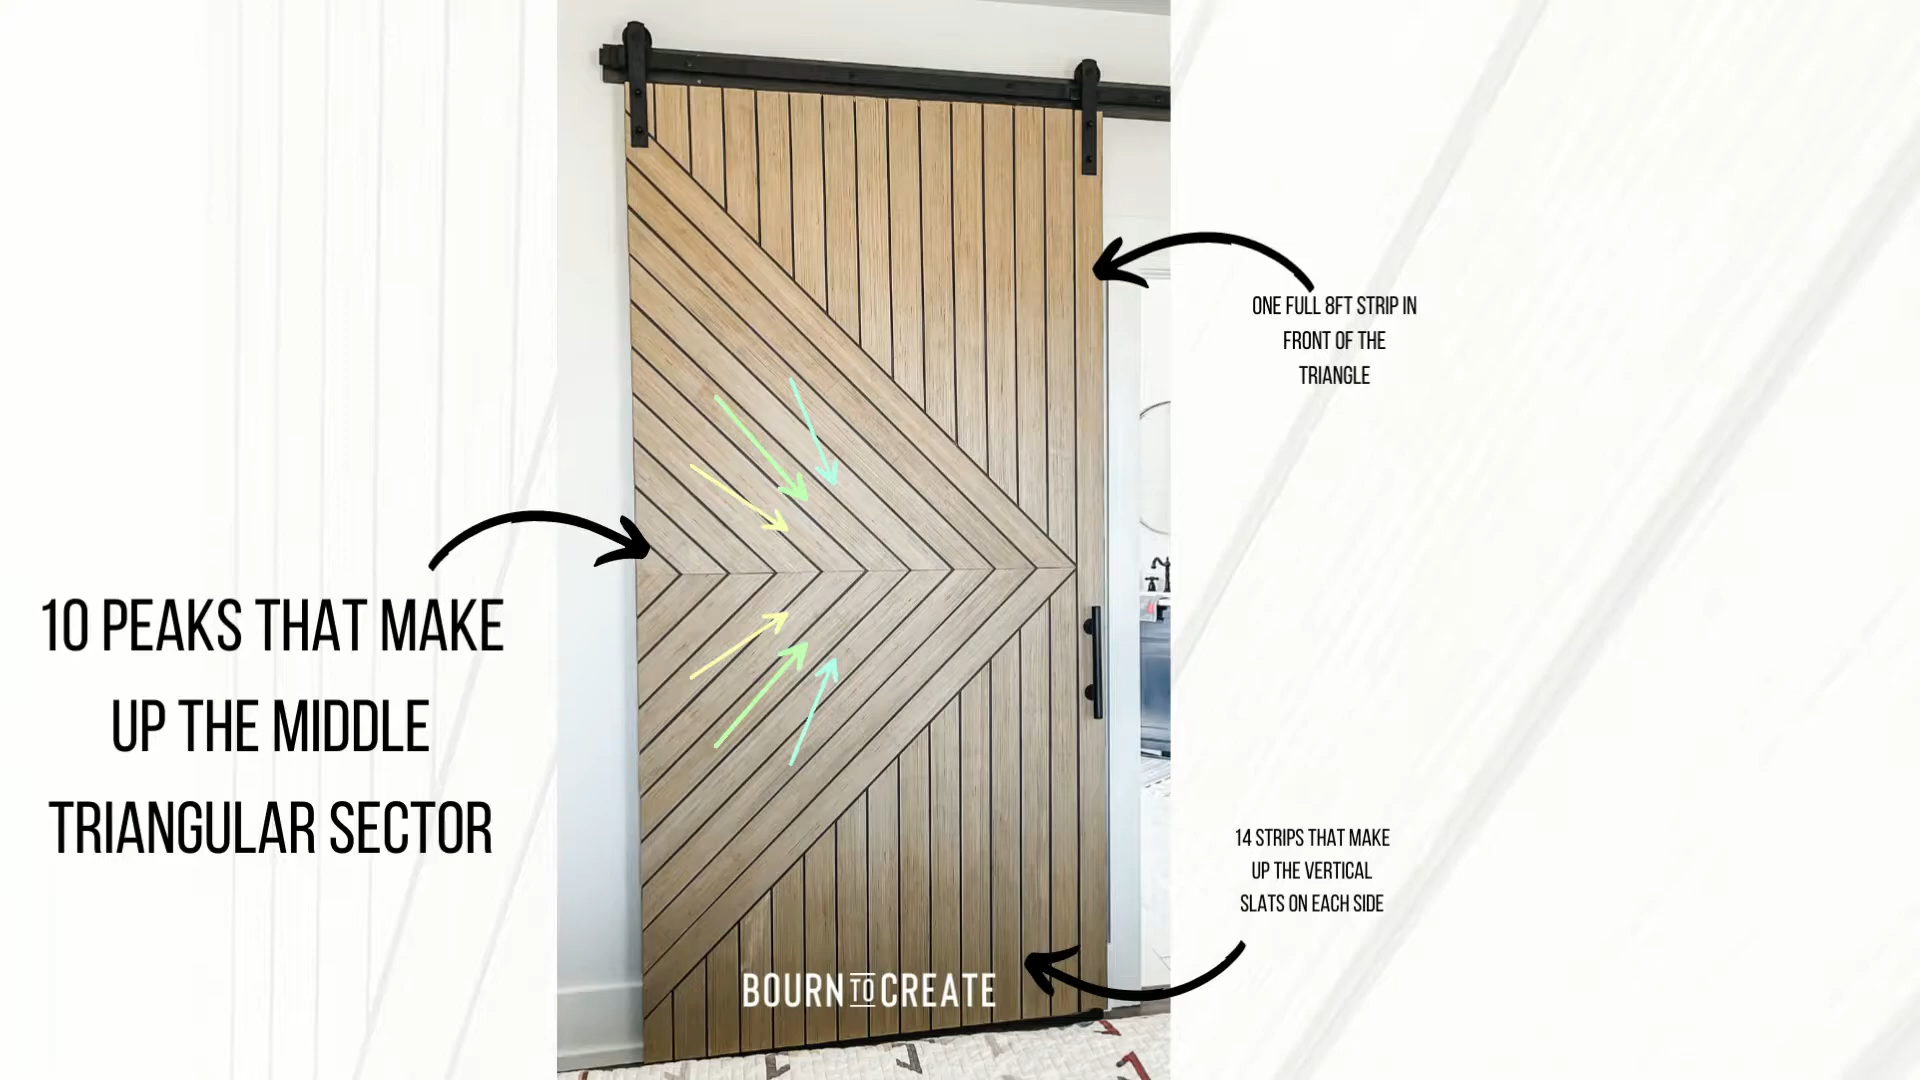 ONE FULL 8FT STRIP IN
FRONT OF THE
TRIANGLE
10 PEAKS THAT MAKE
UP THE MIDDLE
TRIANGULAR SECTOR
14 STRIPS THAT MAKE
UP THE VERTICAL
SLATS ON EACH SIDE
BOURN TO CREATE